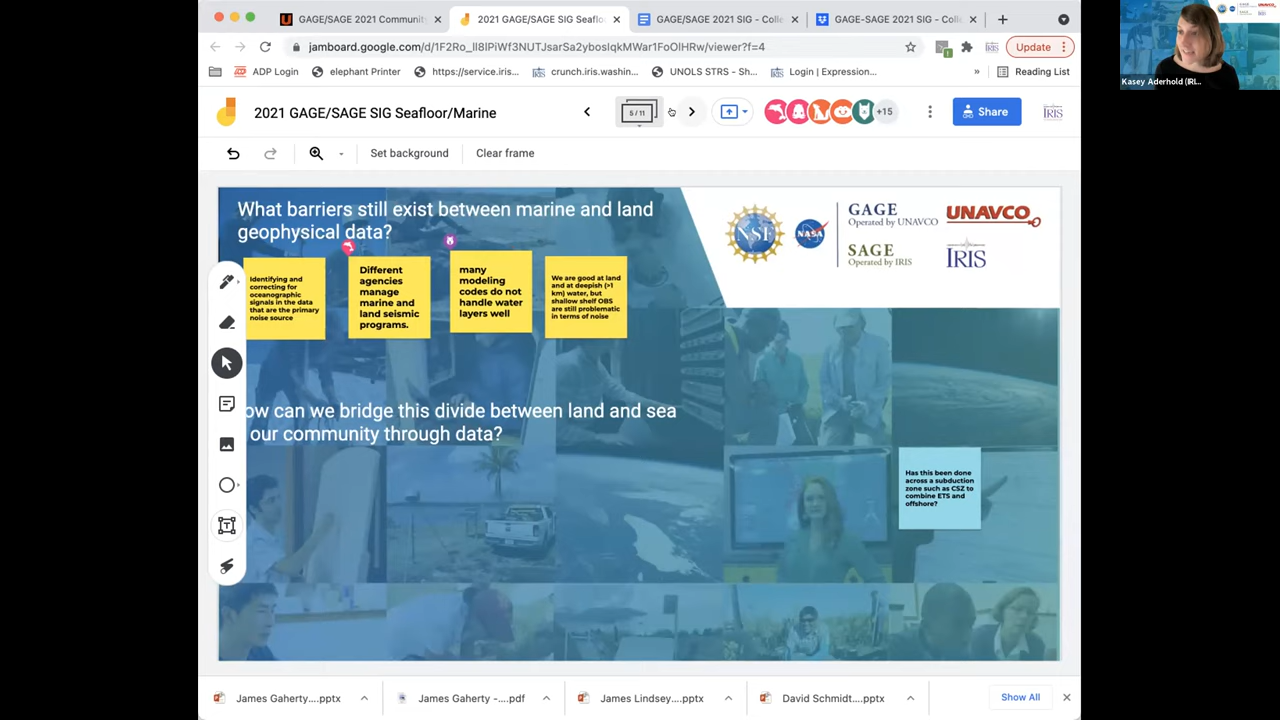 GAGE/SAGE 2021 Community
2021 GAGE/SAGE SIG Seaflo
GAGE/SAGE 2021 SIG - Colle
GAGE-SAGE 2021 SIG - Colle
jamboard.google.com/d/
/viewer?f=4
Update
ADP Login
elephant Printer
https://service.iris...
crunch.iris.washin...
UNOLS STRS - Sh...
Login | Expression...
»
Reading List
Kasey Aderhold (IRI...
2021 GAGE/SAGE SIG Seafloor/Marine
5 / 11
+15
Share
IRIS
Set background
Clear frame
What barriers still exist between marine and land
geophysical data?
NSF
NASA
GAGE
Operated by UNAVCO
UNAVCO
SAGE
Operated by IRIS
IRIS
Identifying and
correcting for
oceanographic
signals in the data
that are the primary
noise source
Different
agencies
manage
marine and
land seismic
programs.
many
modeling
codes do not
handle water
layers well
We are good at land
and at deepish (>1
km) water, but
shallow shelf OBS
are still problematic
in terms of noise
ow can we bridge this divide between land and sea
our community through data?
Has this been done
across a subduction
zone such as CSZ to
combine ETS and
offshore?
James Gaherty....pptx
James Gaherty -....pdf
James Lindsey....pptx
David Schmidt....pptx
Show All